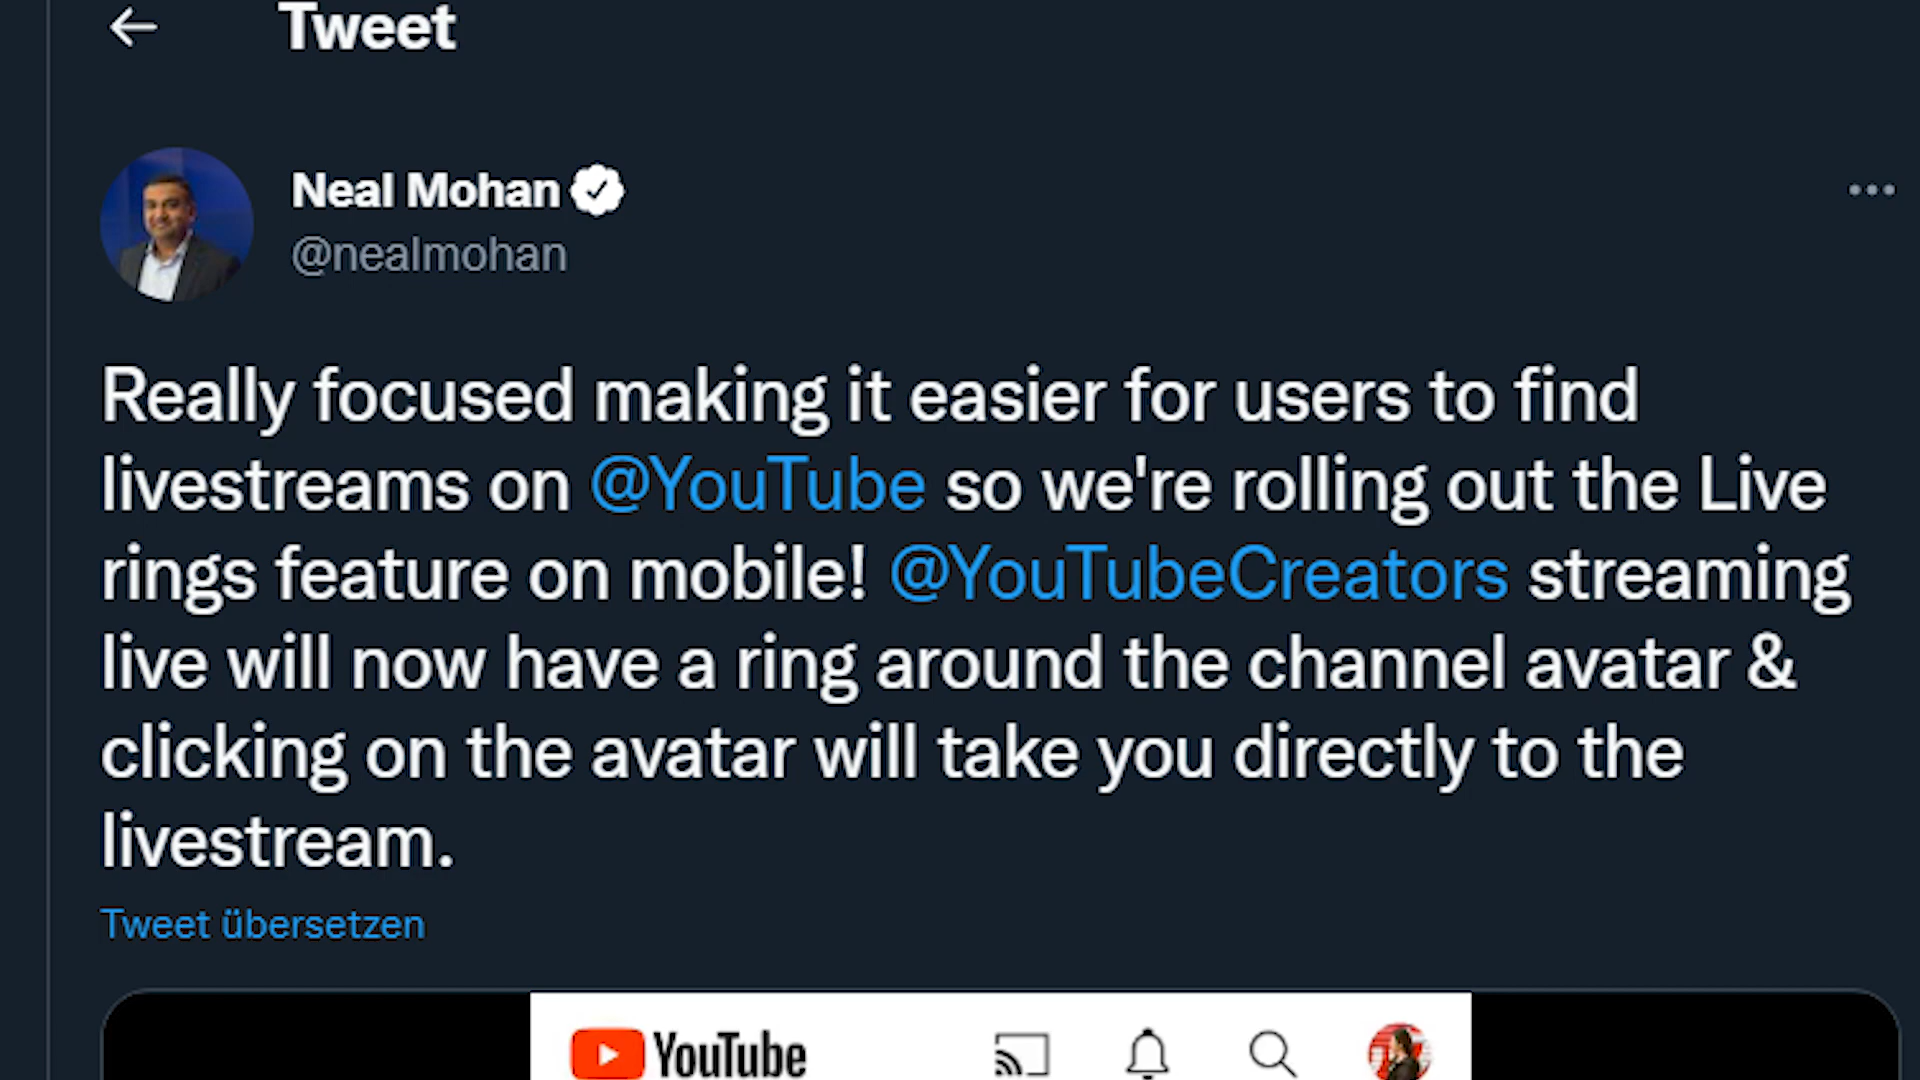 Tweet
Neal Mohan
@nealmohan
Really focused making it easier for users to find
livestreams on @YouTube so we're rolling out the Live
rings feature on mobile! @YouTubeCreators streaming
live will now have a ring around the channel avatar &
clicking on the avatar will take you directly to the
livestream.
Tweet übersetzen
YouTube